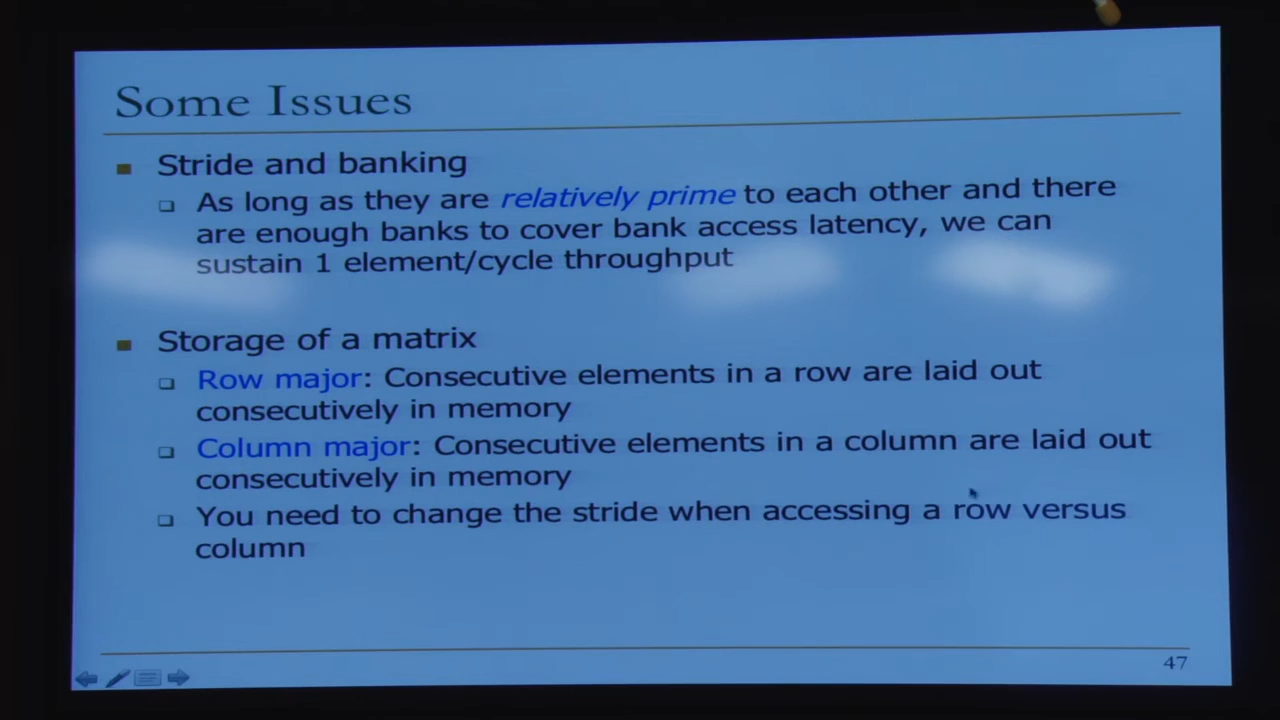 Some Issues
Stride and banking
As long as they are relatively prime to each other and there
are enough banks to cover bank access latency, we can
sustain 1 element/cycle throughput
Storage of a matrix
Row major: Consecutive elements in a row are laid out
consecutively in memory
Column major: Consecutive elements in a column are laid out
consecutively in memory
You need to change the stride when accessing a row versus
column
47